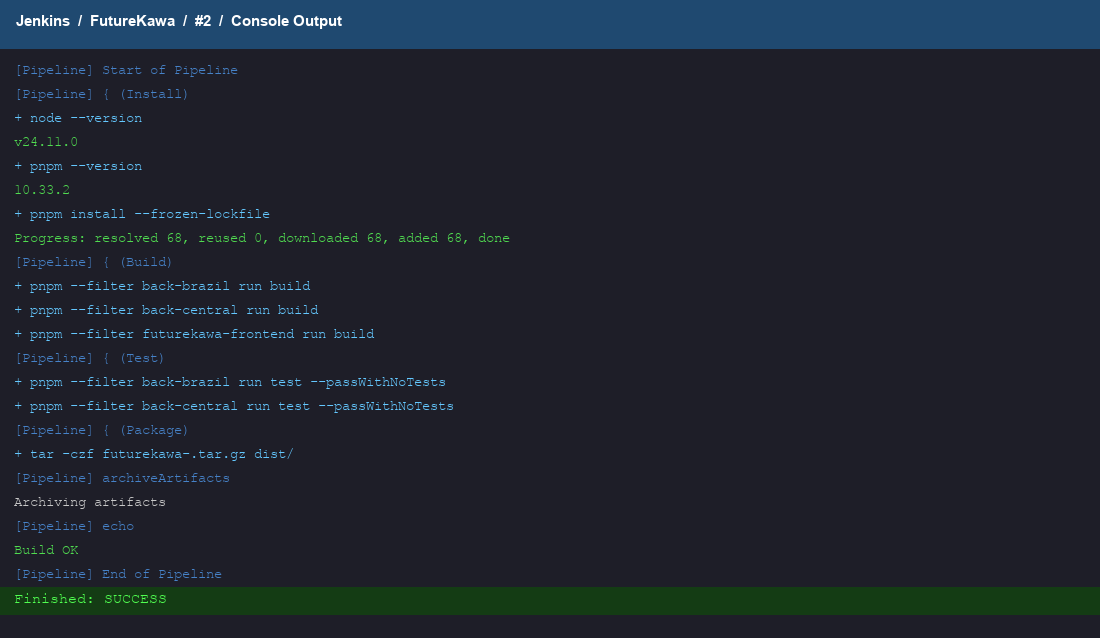 Jenkins / FutureKawa / #2 / Console Output
[Pipeline] Start of Pipeline
[Pipeline] { (Install)
+ node --version
v24.11.0
+ pnpm --version
10.33.2
+ pnpm install --frozen-lockfile
Progress: resolved 68, reused 0, downloaded 68, added 68, done
[Pipeline] { (Build)
+ pnpm --filter back-brazil run build
+ pnpm --filter back-central run build
+ pnpm --filter futurekawa-frontend run build
[Pipeline] { (Test)
+ pnpm --filter back-brazil run test --passWithNoTests
+ pnpm --filter back-central run test --passWithNoTests
[Pipeline] { (Package)
+ tar -czf futurekawa-.tar.gz dist/
[Pipeline] archiveArtifacts
Archiving artifacts
[Pipeline] echo
Build OK
[Pipeline] End of Pipeline
Finished: SUCCESS